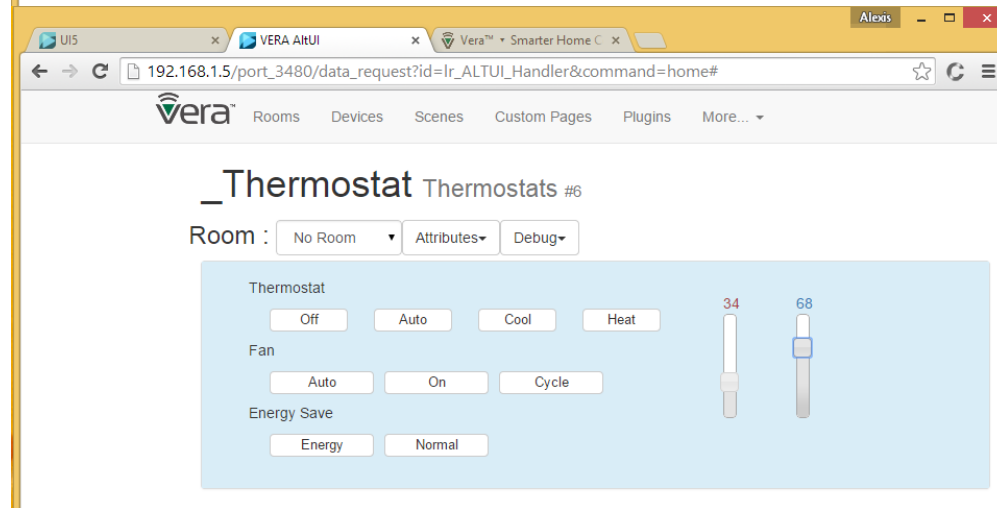 Alexis
UI5 VERA AltUI Vera™ • Smarter Home C
192.168.1.5/port_3480/data_request?id=lr_ALTUI_Handler&command=home#
vera™ Rooms Devices Scenes Custom Pages Plugins More...
_Thermostat Thermostats #6
Room : No Room Attributes Debug
Thermostat
34 68
Off Auto Cool Heat
Fan
Auto On Cycle
Energy Save
Energy Normal